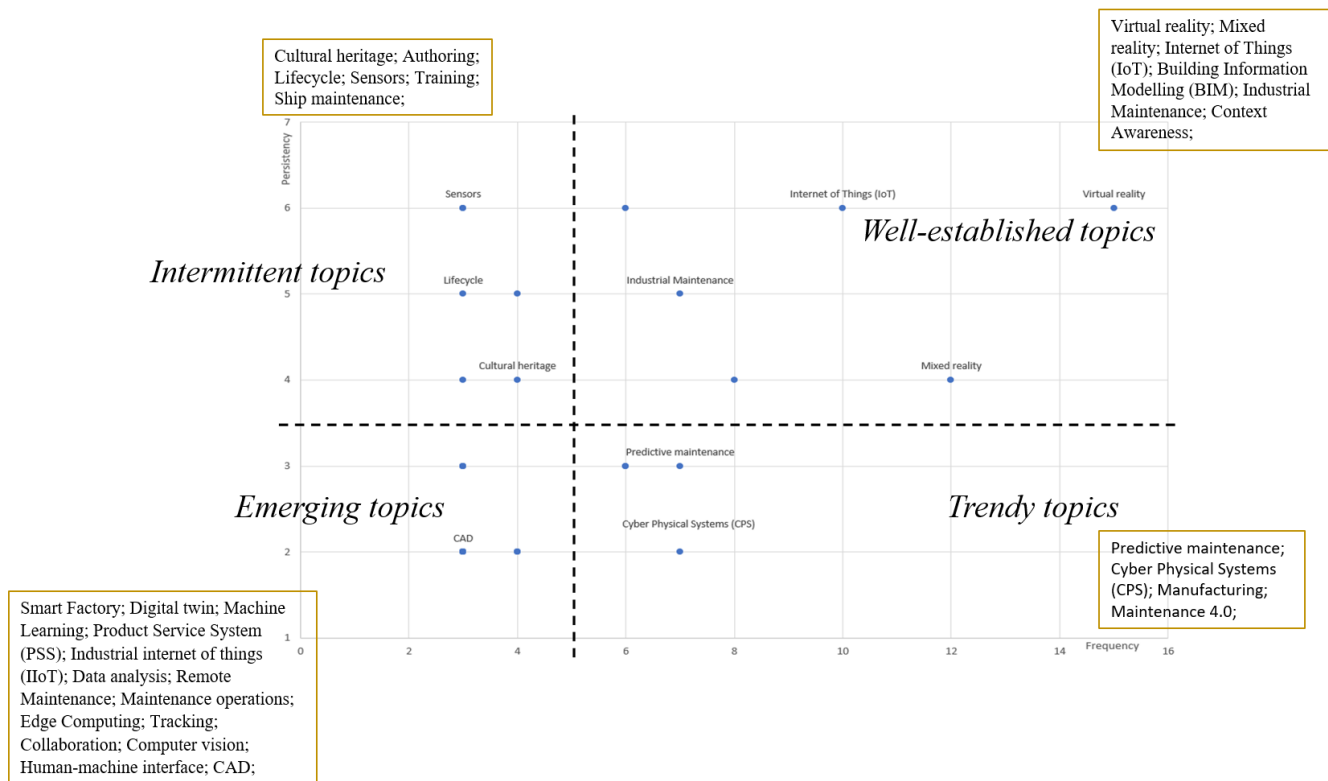 Cultural heritage; Authoring;
Lifecycle; Sensors; Training;
Ship maintenance;
Virtual reality; Mixed
reality; Internet of Things
(IoT); Building Information
Modelling (BIM); Industrial
Maintenance; Context
Awareness;
7
Persistency
Sensors
Internet of Things (IoT)
Virtual reality
6
Well-established topics
Intermittent topics
Lifecycle
Industrial Maintenance
5
Cultural heritage
Mixed reality
4
Predictive maintenance
3
Emerging topics
Trendy topics
CAD
Cyber Physical Systems (CPS)
2
Predictive maintenance;
Cyber Physical Systems
(CPS); Manufacturing;
Maintenance 4.0;
Smart Factory; Digital twin; Machine
Learning; Product Service System
(PSS); Industrial internet of things
(IIoT); Data analysis; Remote
Maintenance; Maintenance operations;
Edge Computing; Tracking;
Collaboration; Computer vision;
Human-machine interface; CAD;
1
0 2 4 6 8 10 12 14 16
Frequency